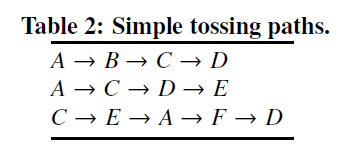 Table 2: Simple tossing paths.
A → B → C → D
A → C → D → E
C → E → A → F → D